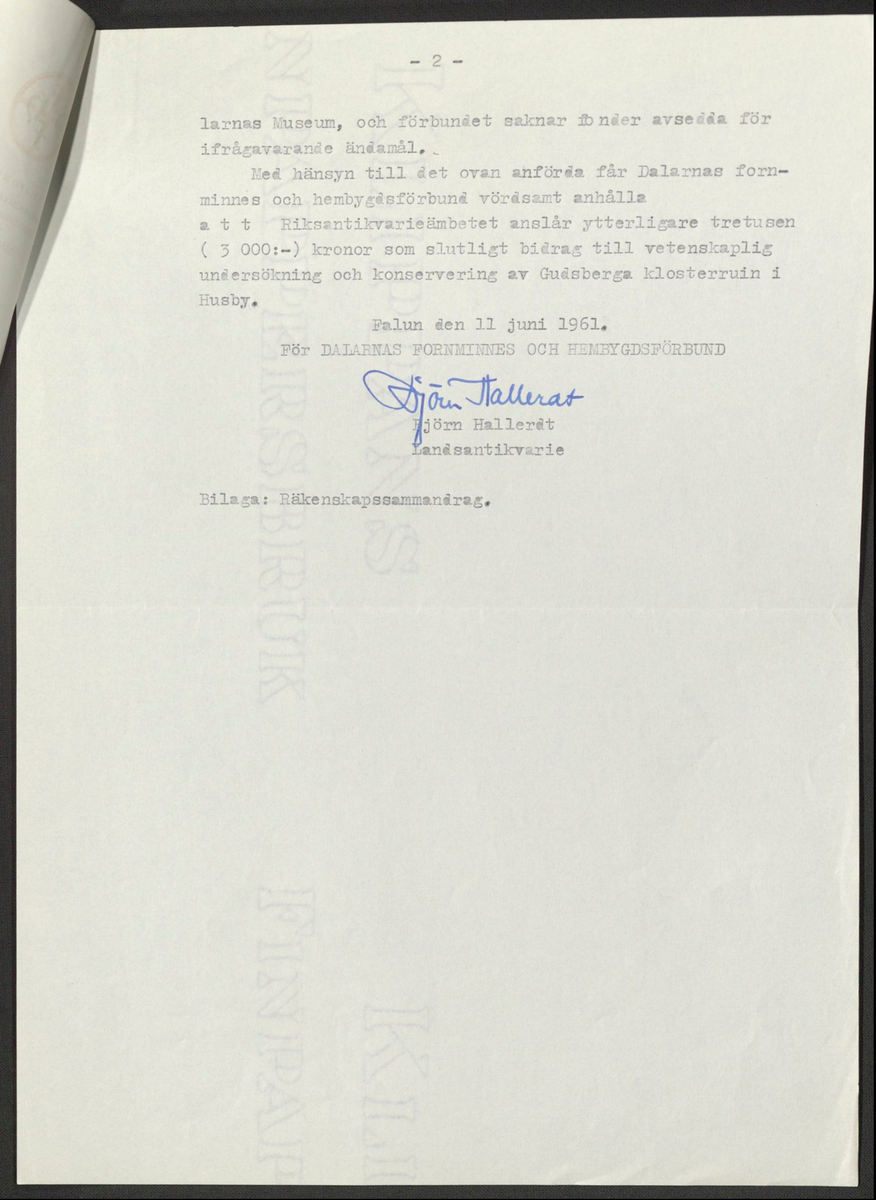 - 2 -
larnas Museum, och förbundet saknar fonder avsedda för
ifrågavarande ändamål.
Med hänsyn till det ovan anförda får Dalarnas forn-
minnes och hembygdsförbund vördsamt anhålla
a t t Riksantikvarieämbetet anslår ytterligare tretusen
( 3 000:-) kronor som slutligt bidrag till vetenskaplig
undersökning och konservering av Gudsberga klosterruin i
Husby.
Falun den 11 juni 1961.
För DALARNAS FORNMINNES OCH HEMBYGDSFÖRBUND
Björn Hallerdt
Björn Hallerdt
Landsantikvarie
Bilaga: Räkenskapssammandrag.